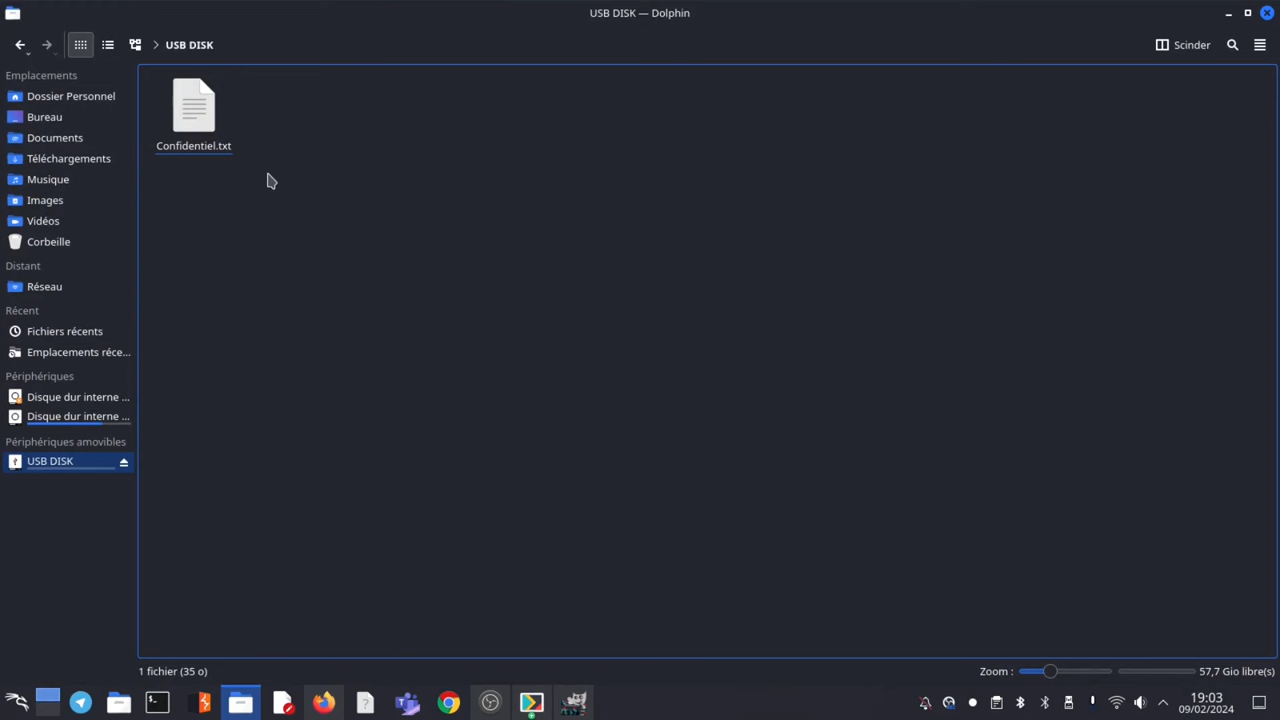 USB DISK — Dolphin
USB DISK
Scinder
Emplacements
Dossier Personnel
Bureau
Documents
Téléchargements
Musique
Images
Vidéos
Corbeille
Distant
Réseau
Récent
Fichiers récents
Emplacements réce...
Périphériques
Disque dur interne ...
Disque dur interne ...
Périphériques amovibles
USB DISK
Confidentiel.txt
1 fichier (35 o)
Zoom :
57,7 Gio libre(s)
19:03
09/02/2024